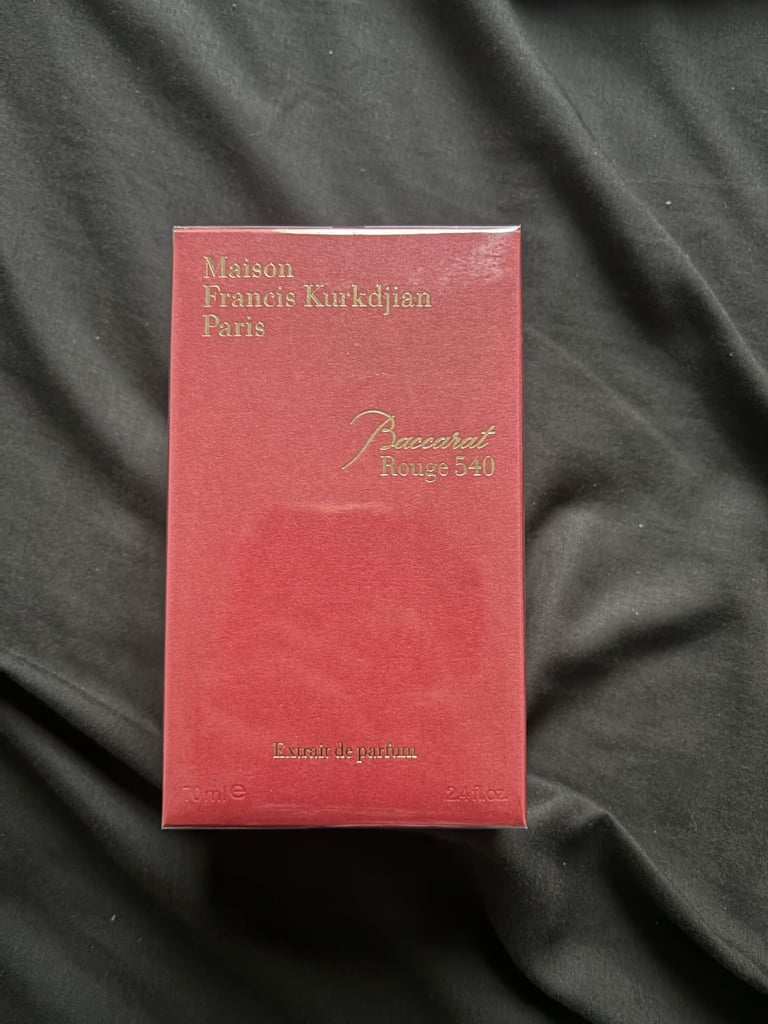 Maison
Francis Kurkdjian
Paris
Baccarat
Rouge 540
Extrait de parfum
70 ml ℮ 2.4 fl.oz.